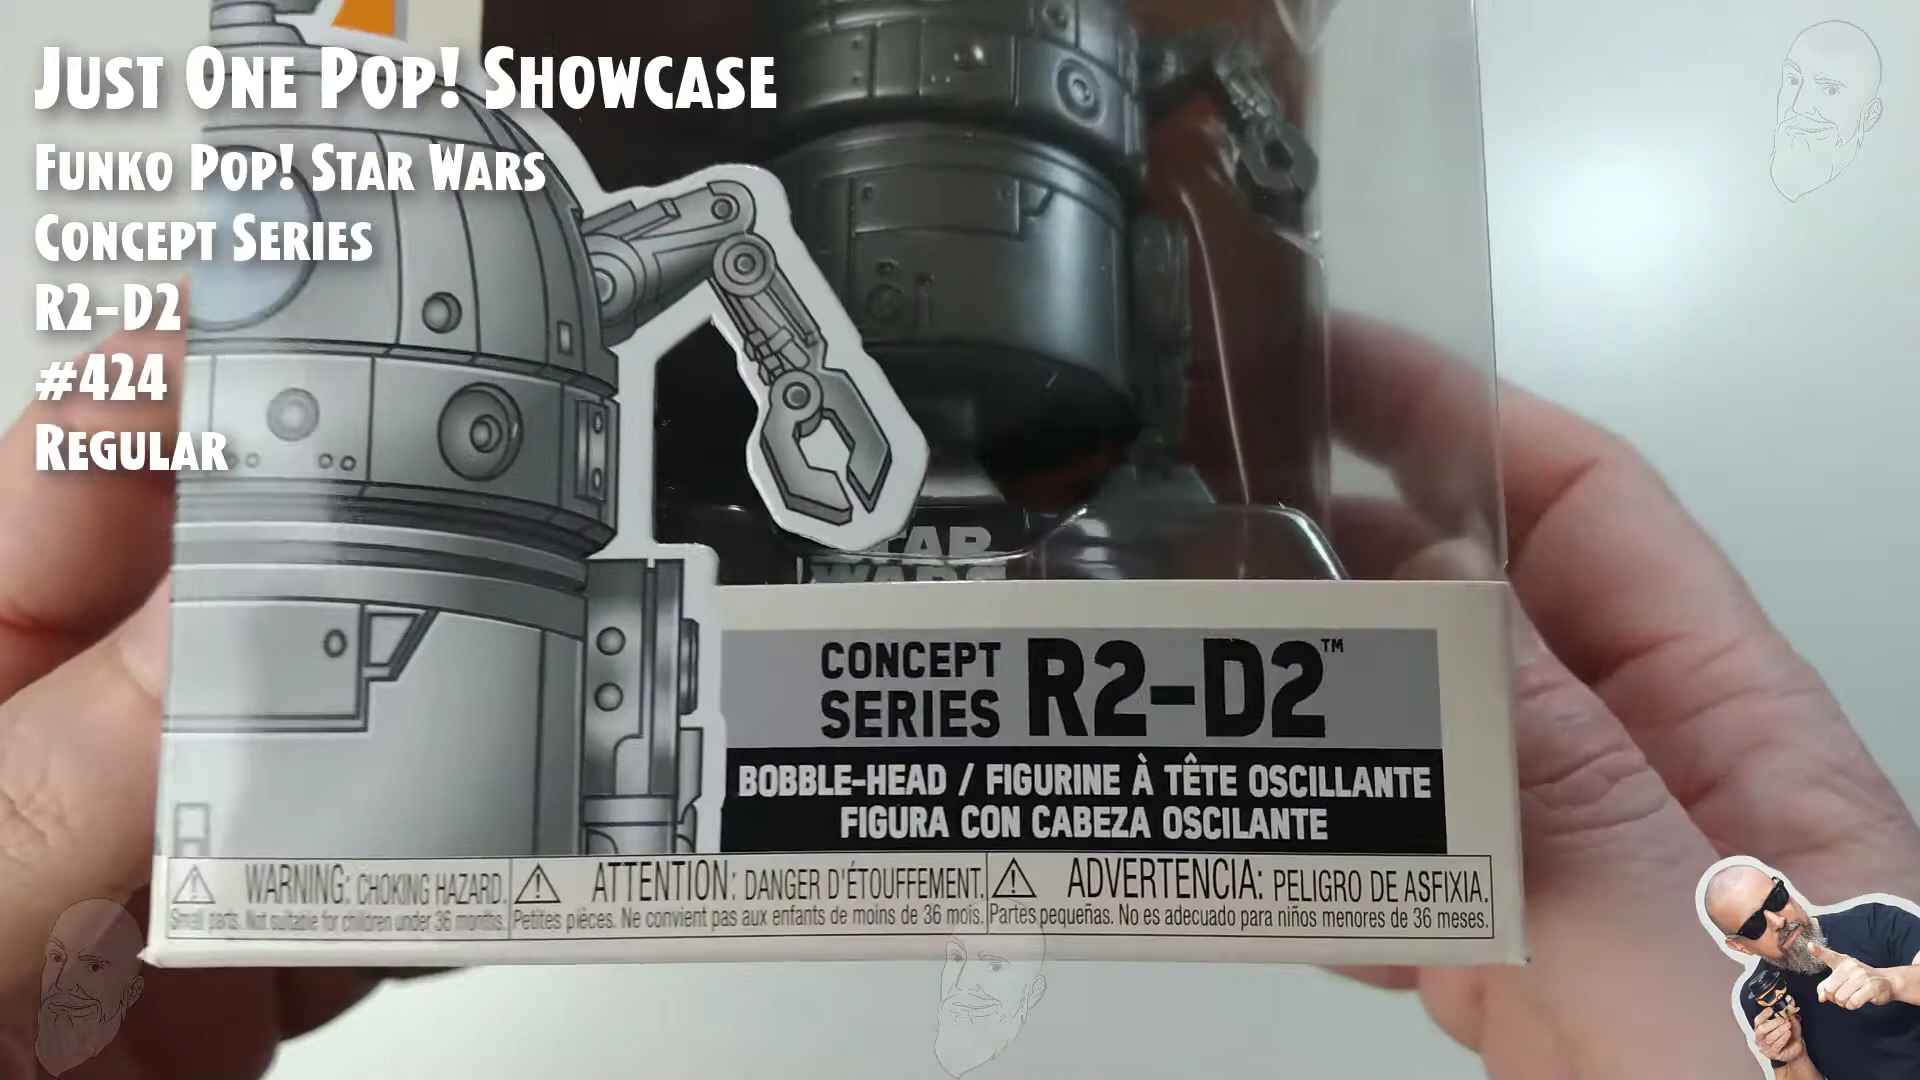 Just One Pop! Showcase
Funko Pop! Star Wars
Concept Series
R2-D2
#424
Regular
STAR
WARS
CONCEPT
SERIES R2-D2™
BOBBLE-HEAD / FIGURINE À TÊTE OSCILLANTE
FIGURA CON CABEZA OSCILANTE
WARNING: CHOKING HAZARD.
Small parts. Not suitable for children under 36 months.
ATTENTION: DANGER D'ÉTOUFFEMENT.
Petites pièces. Ne convient pas aux enfants de moins de 36 mois.
ADVERTENCIA: PELIGRO DE ASFIXIA.
Partes pequeñas. No es adecuado para niños menores de 36 meses.